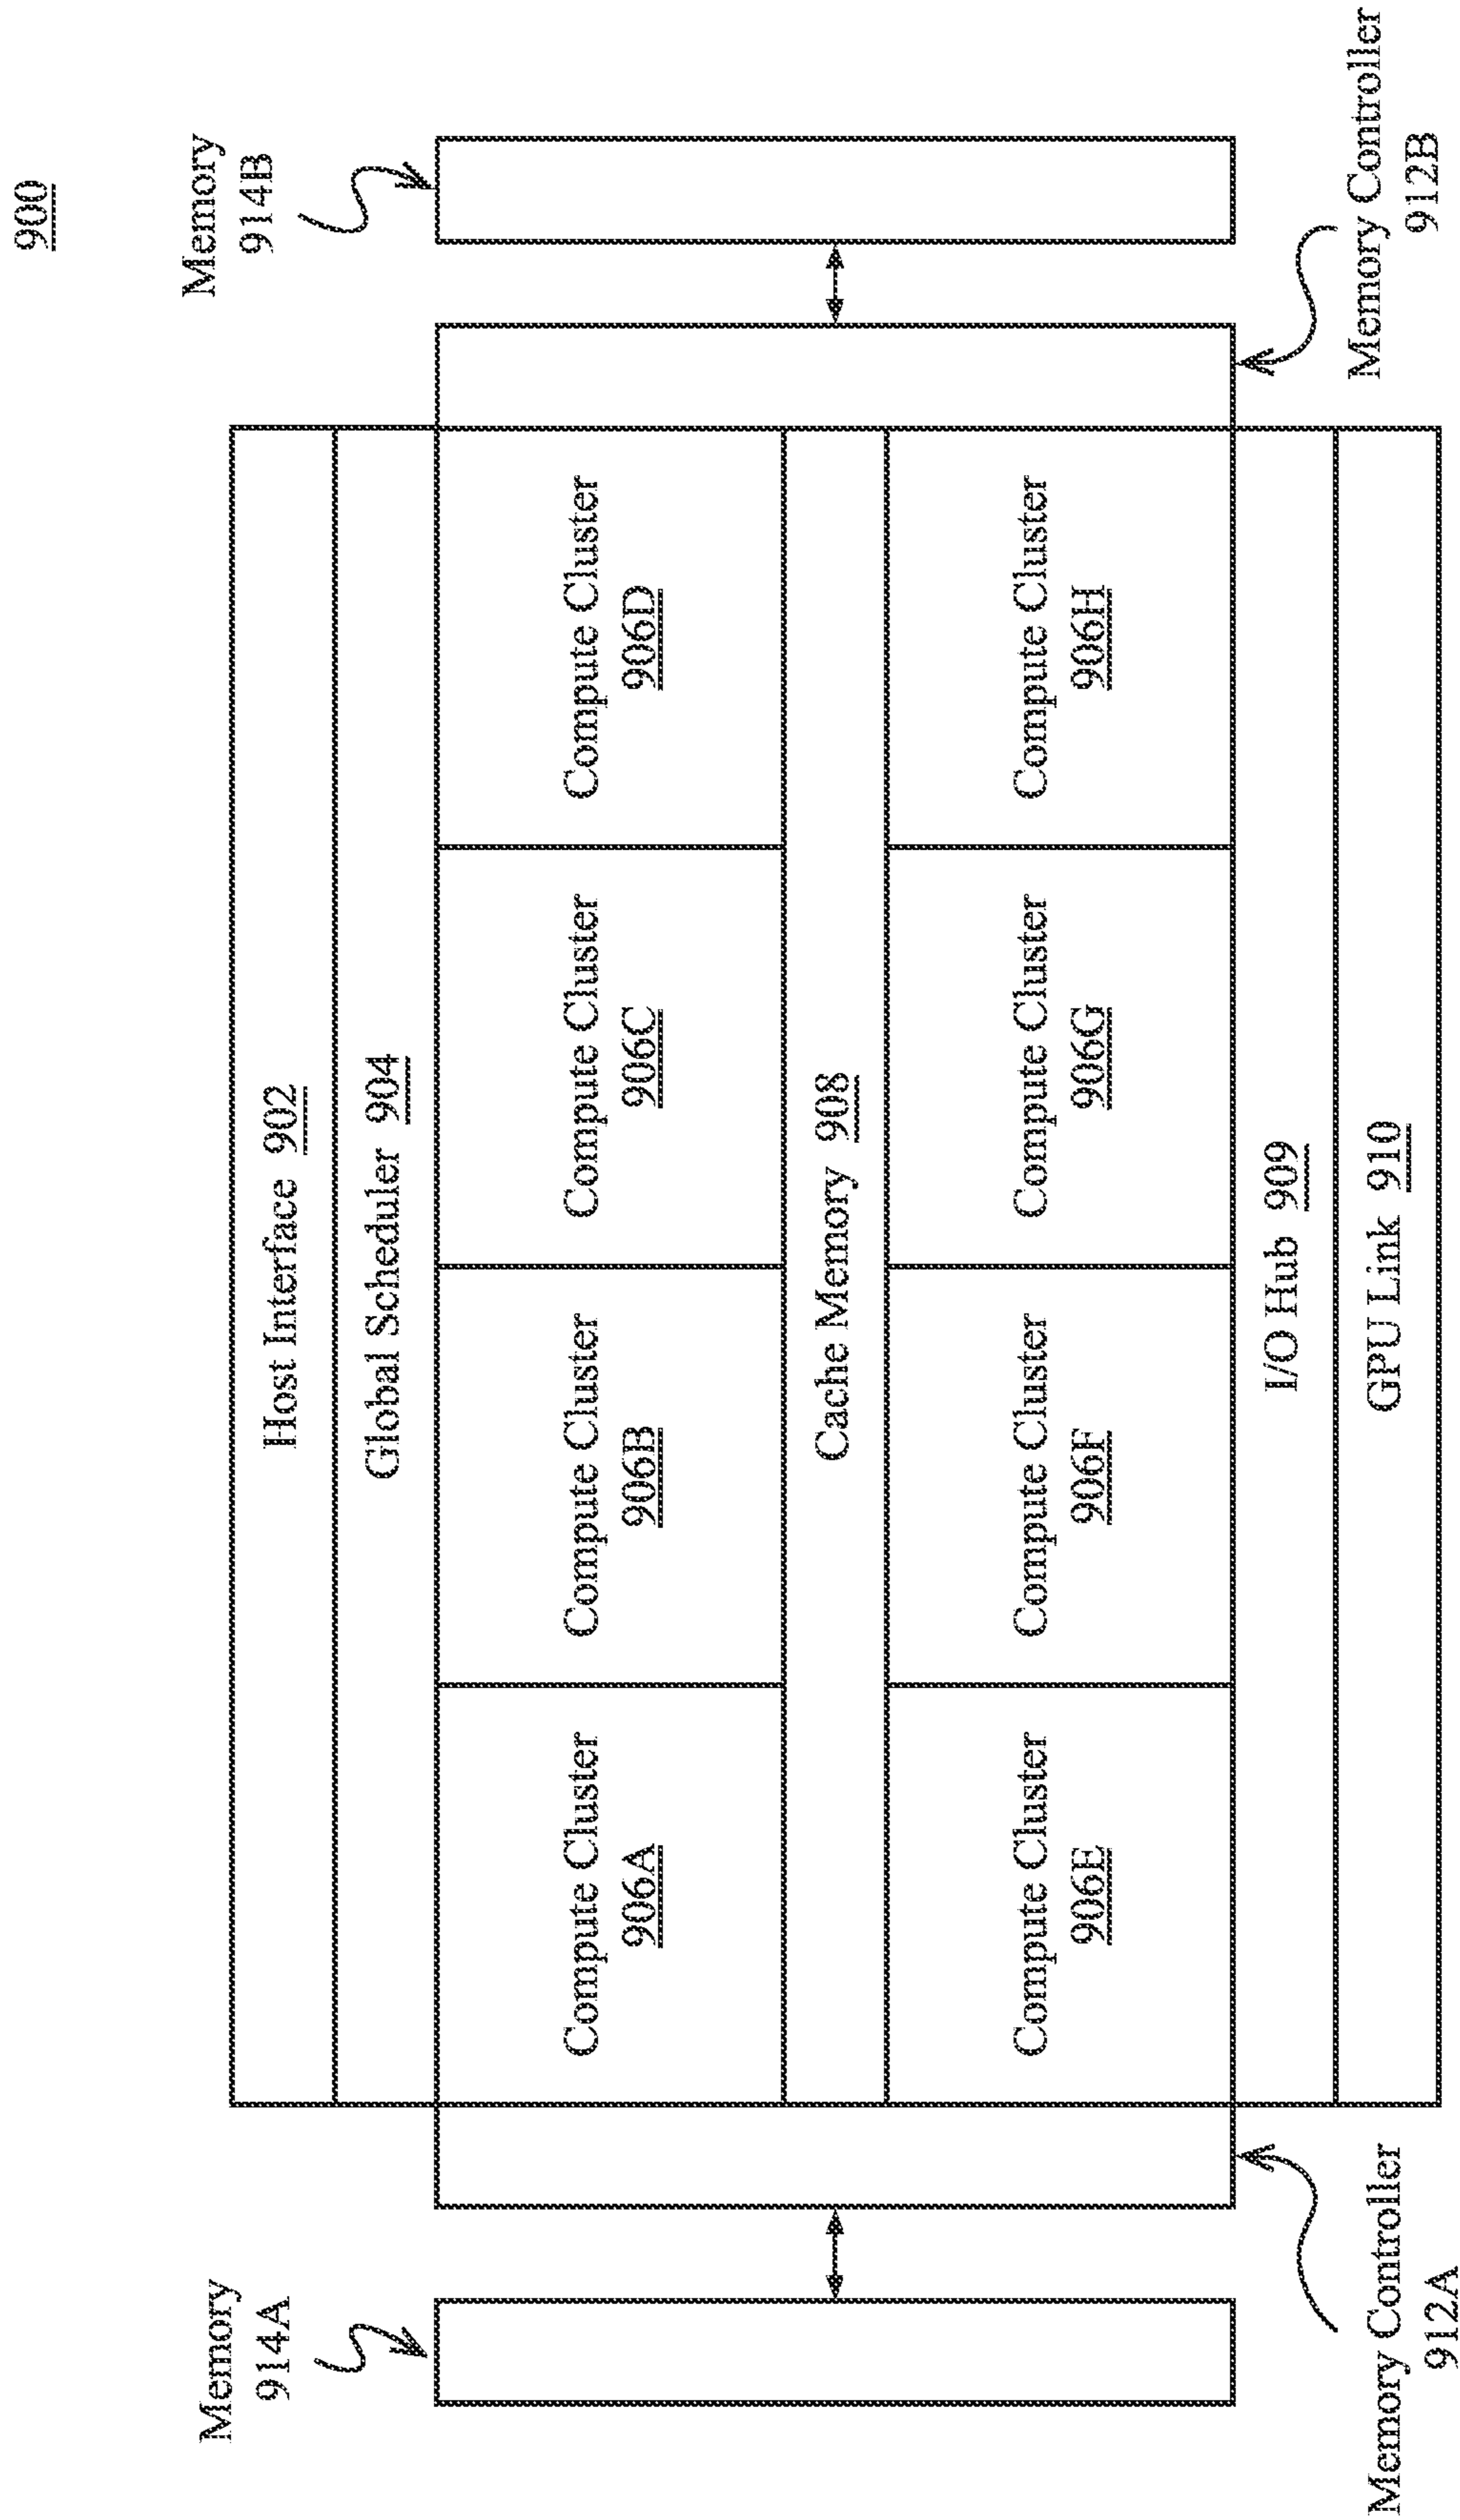 900
Memory
914A
Memory
914B
Host Interface 902
Global Scheduler 904
Compute Cluster
906A
Compute Cluster
906B
Compute Cluster
906C
Compute Cluster
906D
Cache Memory 908
Compute Cluster
906E
Compute Cluster
906F
Compute Cluster
906G
Compute Cluster
906H
I/O Hub 909
GPU Link 910
Memory Controller
912A
Memory Controller
912B